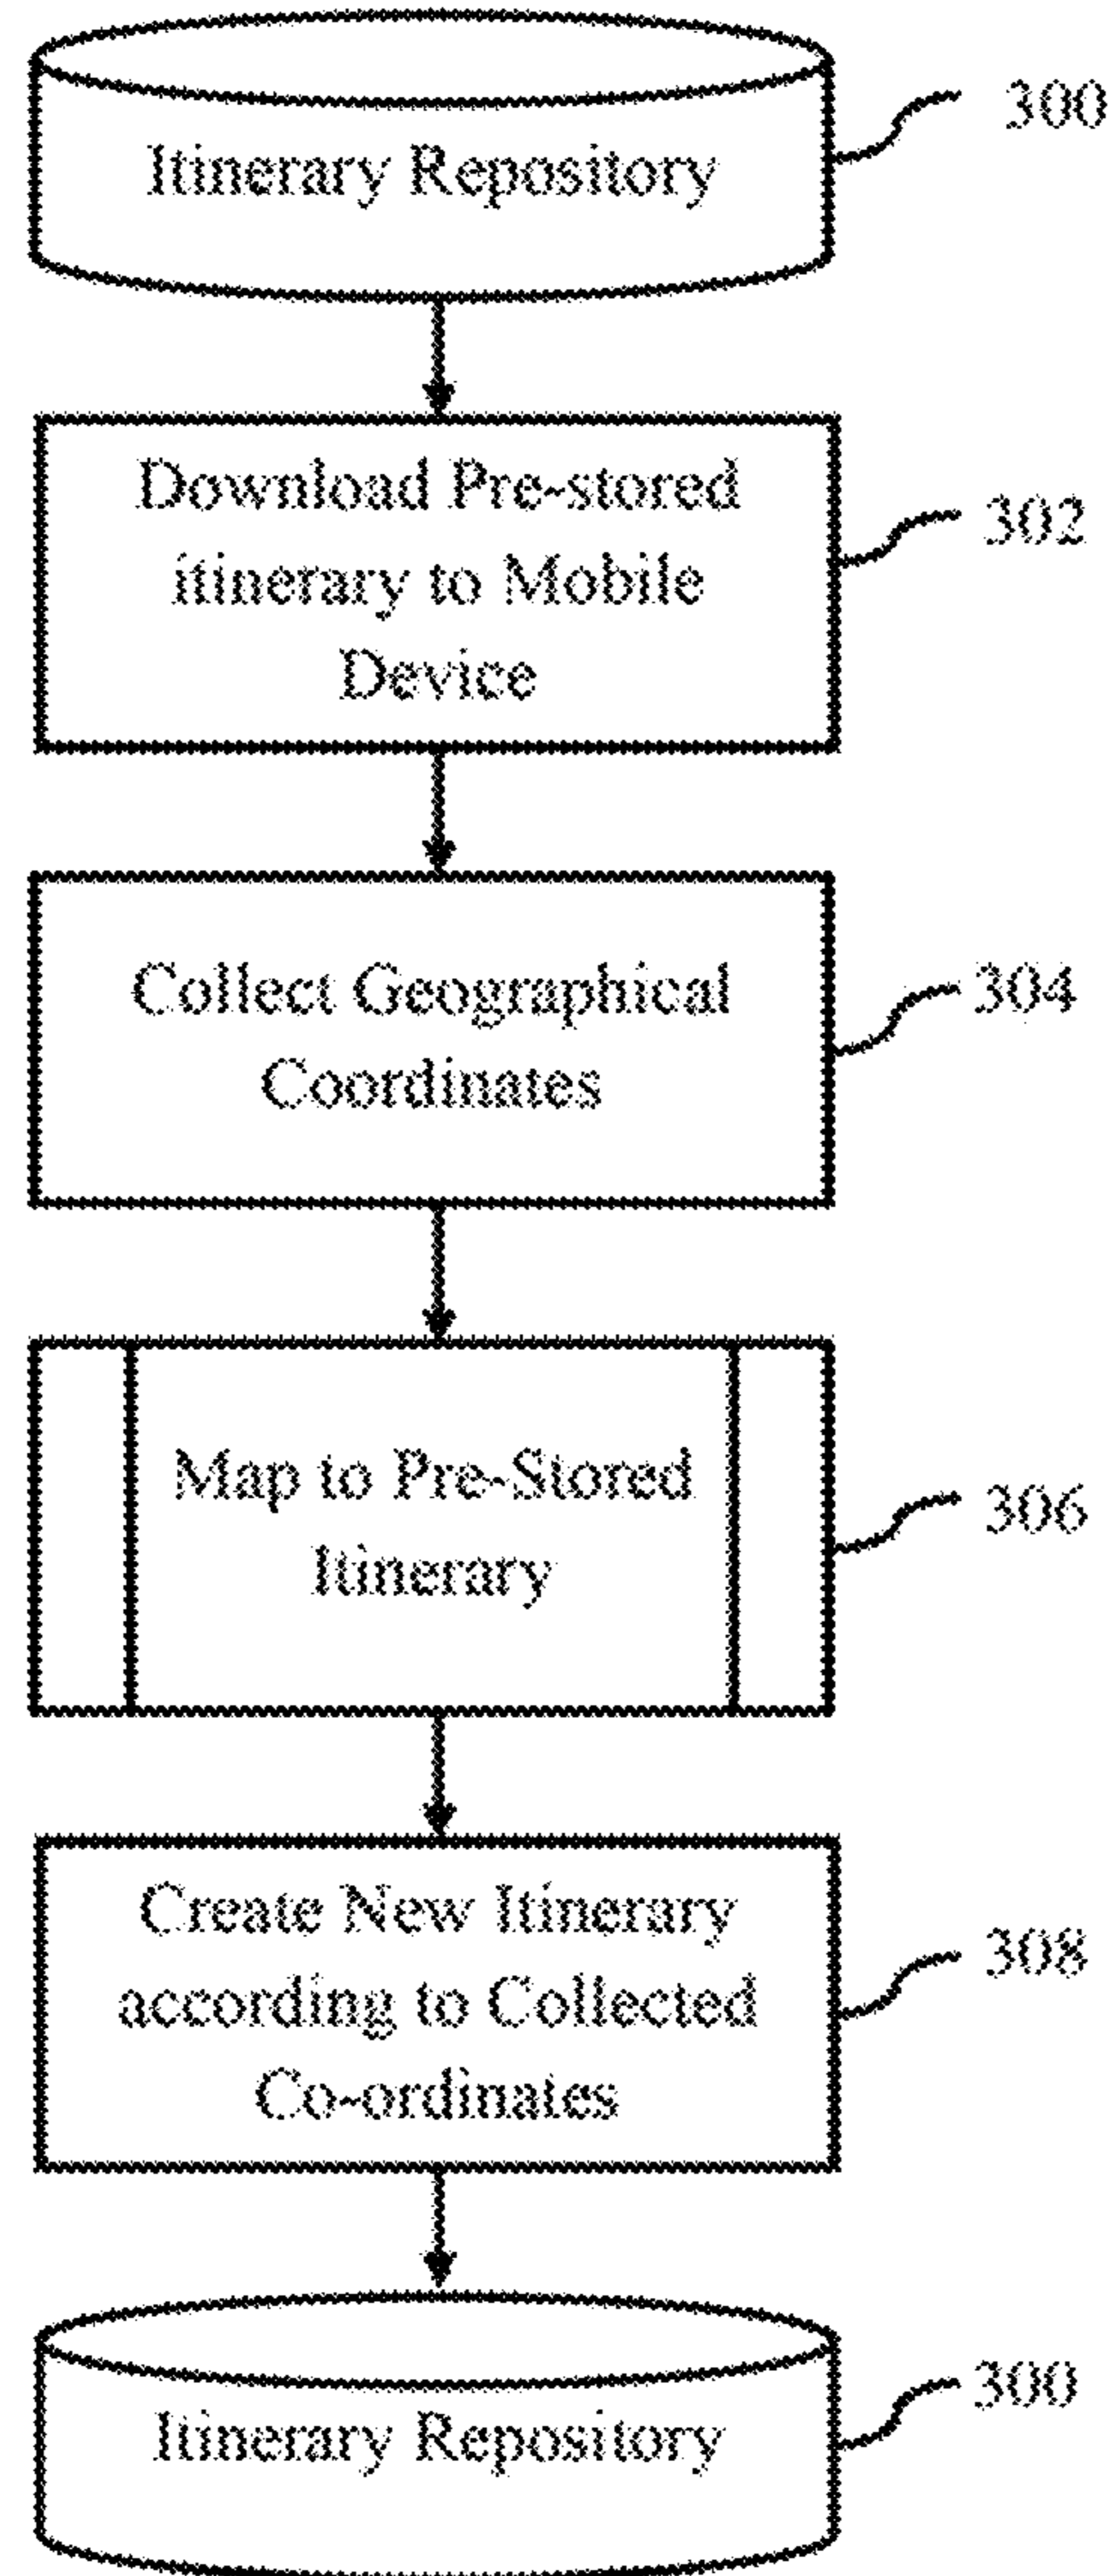 Itinerary Repository
300
Download Pre-stored
itinerary to Mobile
Device
302
Collect Geographical
Coordinates
304
Map to Pre-Stored
Itinerary
306
Create New Itinerary
according to Collected
Co-ordinates
308
Itinerary Repository
300